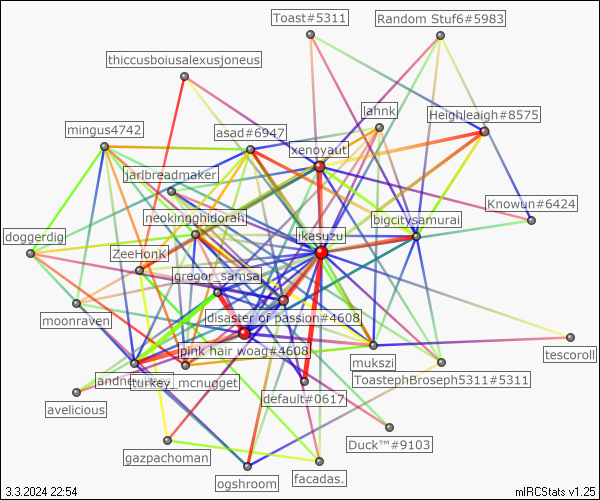 Toast#5311
Random Stuf6#5983
thiccusboiusalexusjoneus
lahnk
Heighleaigh#8575
mingus4742
asad#6947
xenoyaut
jarlbreadmaker
Knowun#6424
neokingghidorah
bigcitysamurai
doggerdig
ikasuzu
ZeeHonk
gregor_samsa
moonraven
disaster of passion#4608
pink hair woag#4608
tescoroll
mukszi
turkey_mcnugget
ToastephBroseph5311#5311
avelicious
default#0617
Duck™#9103
gazpachoman
ogshroom
facadas.
3.3.2024 22:54
mIRCStats v1.25